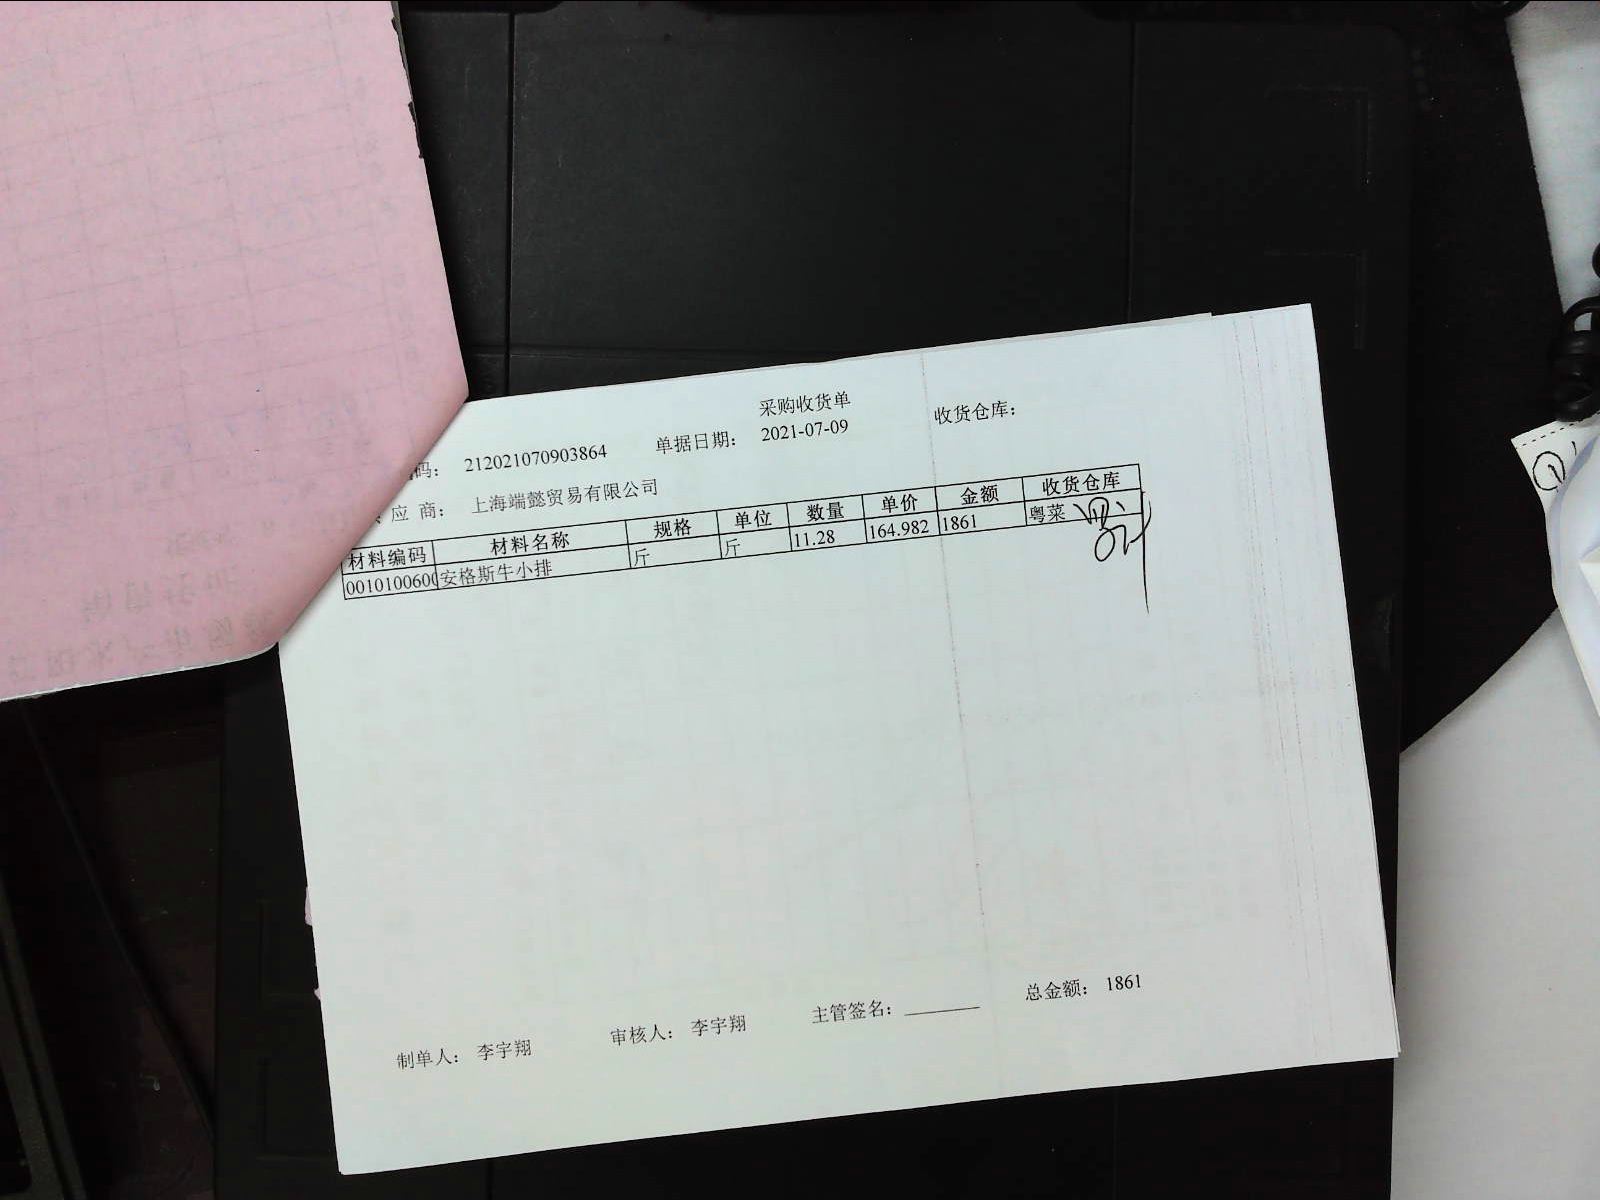 采购收货单
码： 212021070903864 单据日期： 2021-07-09 收货仓库：
应 商： 上海端懿贸易有限公司
材料编码 材料名称 规格 单位 数量 单价 金额 收货仓库
0010100600 安格斯牛小排 斤 斤 11.28 164.982 1861 粤菜
制单人： 李宇翔 审核人： 李宇翔 主管签名： 总金额： 1861